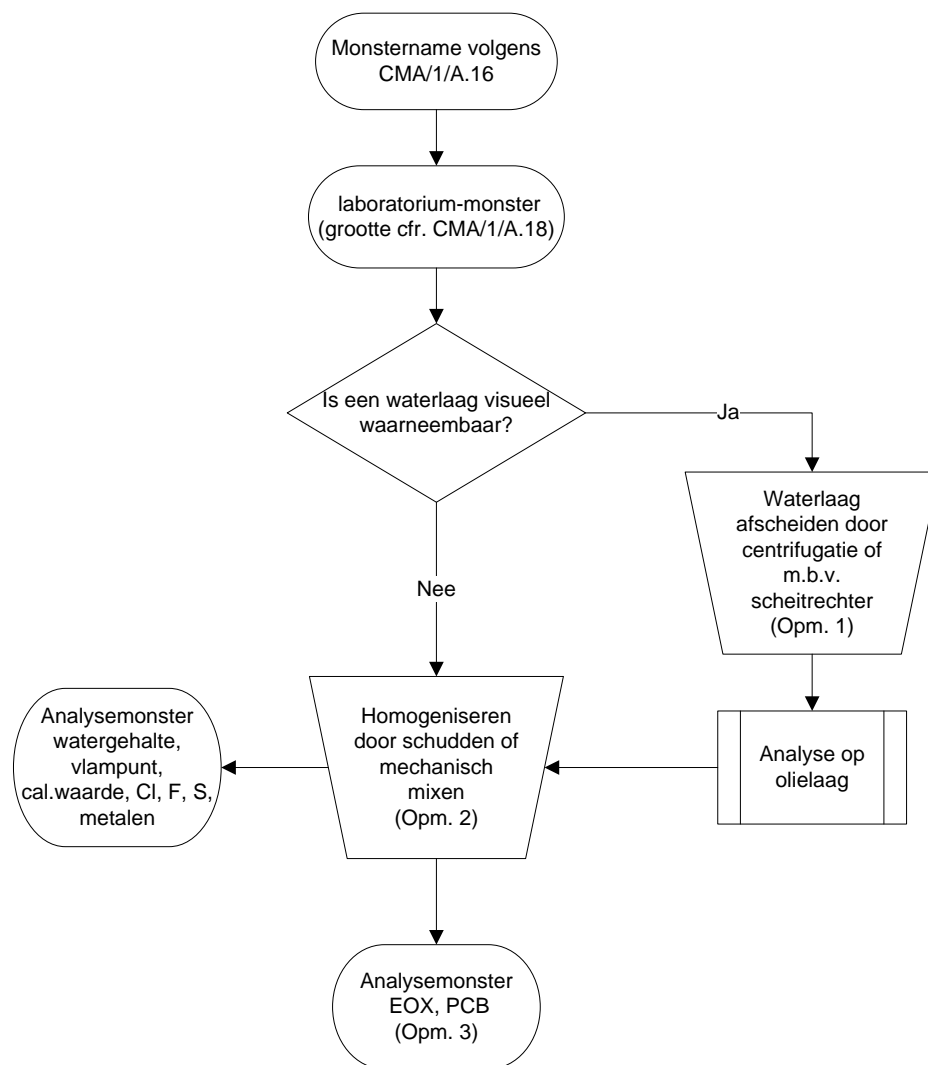 Monstername volgens
CMA/1/A.16
laboratorium-monster
(grootte cfr. CMA/1/A.18)
Is een waterlaag visueel
waarneembaar?
Ja
Waterlaag
afscheiden door
centrifugatie of
m.b.v.
scheitrechter
(Opm. 1)
Nee
Analysemonster
watergehalte,
vlampunt,
cal.waarde, Cl, F, S,
metalen
Homogeniseren
door schudden of
mechanisch
mixen
(Opm. 2)
Analyse op
olielaag
Analysemonster
EOX, PCB
(Opm. 3)